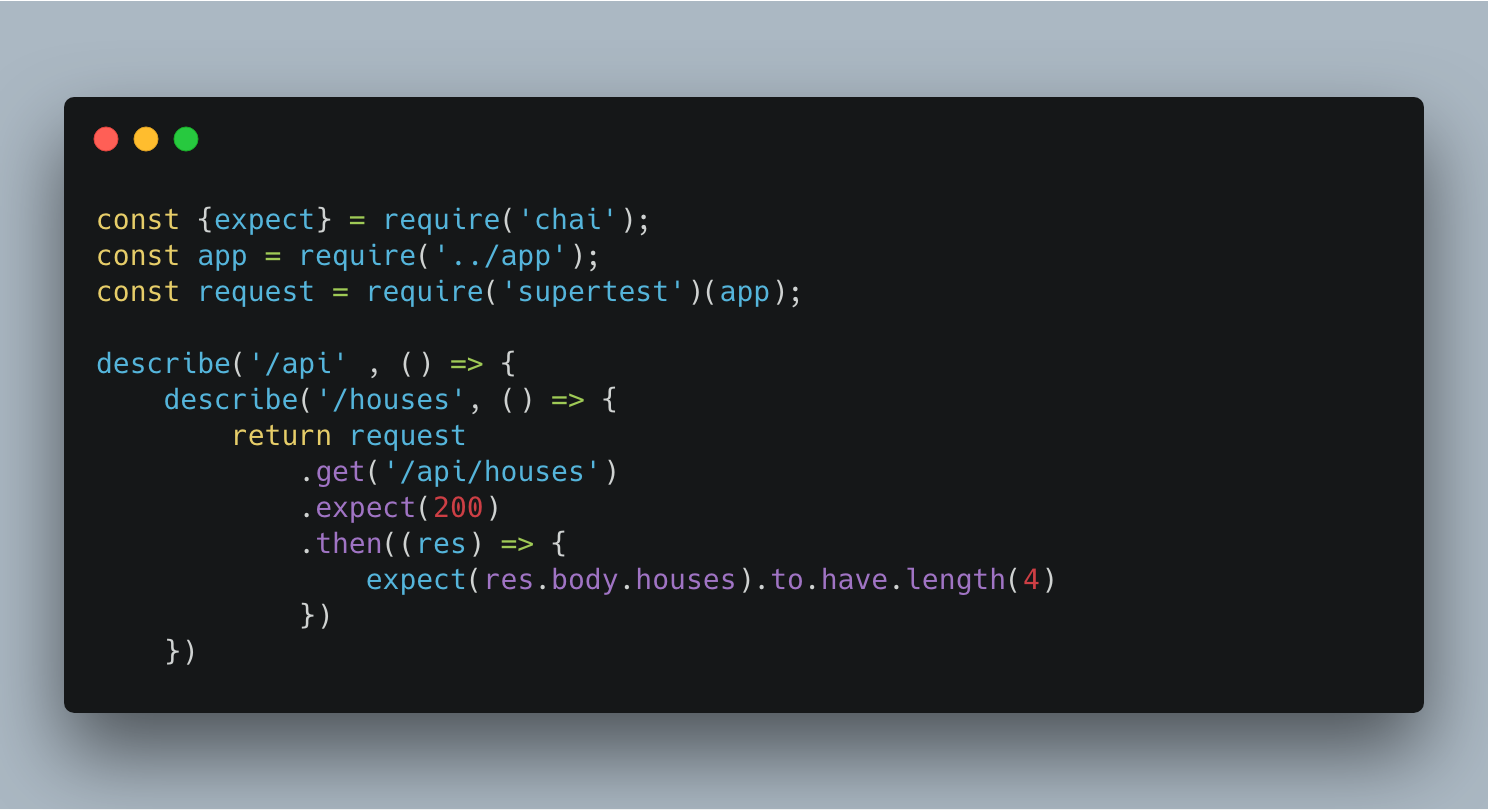 const {expect} = require('chai');
const app = require('../app');
const request = require('supertest')(app);

describe('/api' , () => {
    describe('/houses', () => {
        return request
            .get('/api/houses')
            .expect(200)
            .then((res) => {
                expect(res.body.houses).to.have.length(4)
            })
    })